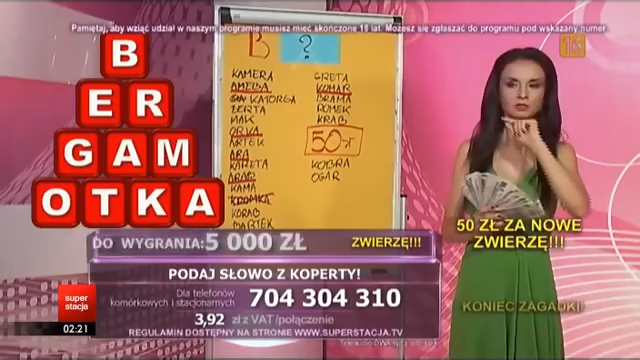 Pamiętaj, aby wziąć udział w naszym programie musisz mieć skończone 18 lat. Możesz się zgłaszać do programu pod wskazany numer
B
E R
G A M
O T K A
B ?
KAMERA
AMEBA
KATORGA
BERTA
MAK
ORKA
ARTEK
ARA
KARETA
ARAB
KAMA
KROMKA
KORAB
BARTEK
GRETA
KOMAR
BRAMA
ROMEK
KRAB
50 zł
KOBRA
OGAR
16
50 ZŁ ZA NOWE
ZWIERZĘ!!!
KONIEC ZAGADKI!
DO WYGRANIA: 5 000 ZŁ ZWIERZĘ!!!
PODAJ SŁOWO Z KOPERTY!
Dla telefonów
komórkowych i stacjonarnych 704 304 310
3,92 zł z VAT/połączenie
REGULAMIN DOSTĘPNY NA STRONIE WWW.SUPERSTACJA.TV
super
stacja
02:21